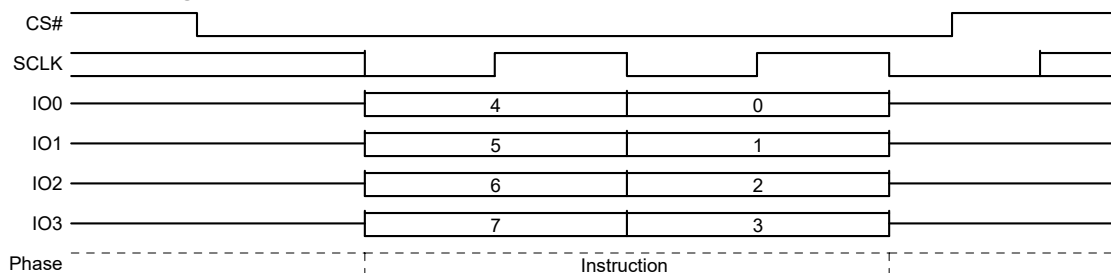 CS#
SCLK
IO0 4 0
IO1 5 1
IO2 6 2
IO3 7 3
Phase Instruction